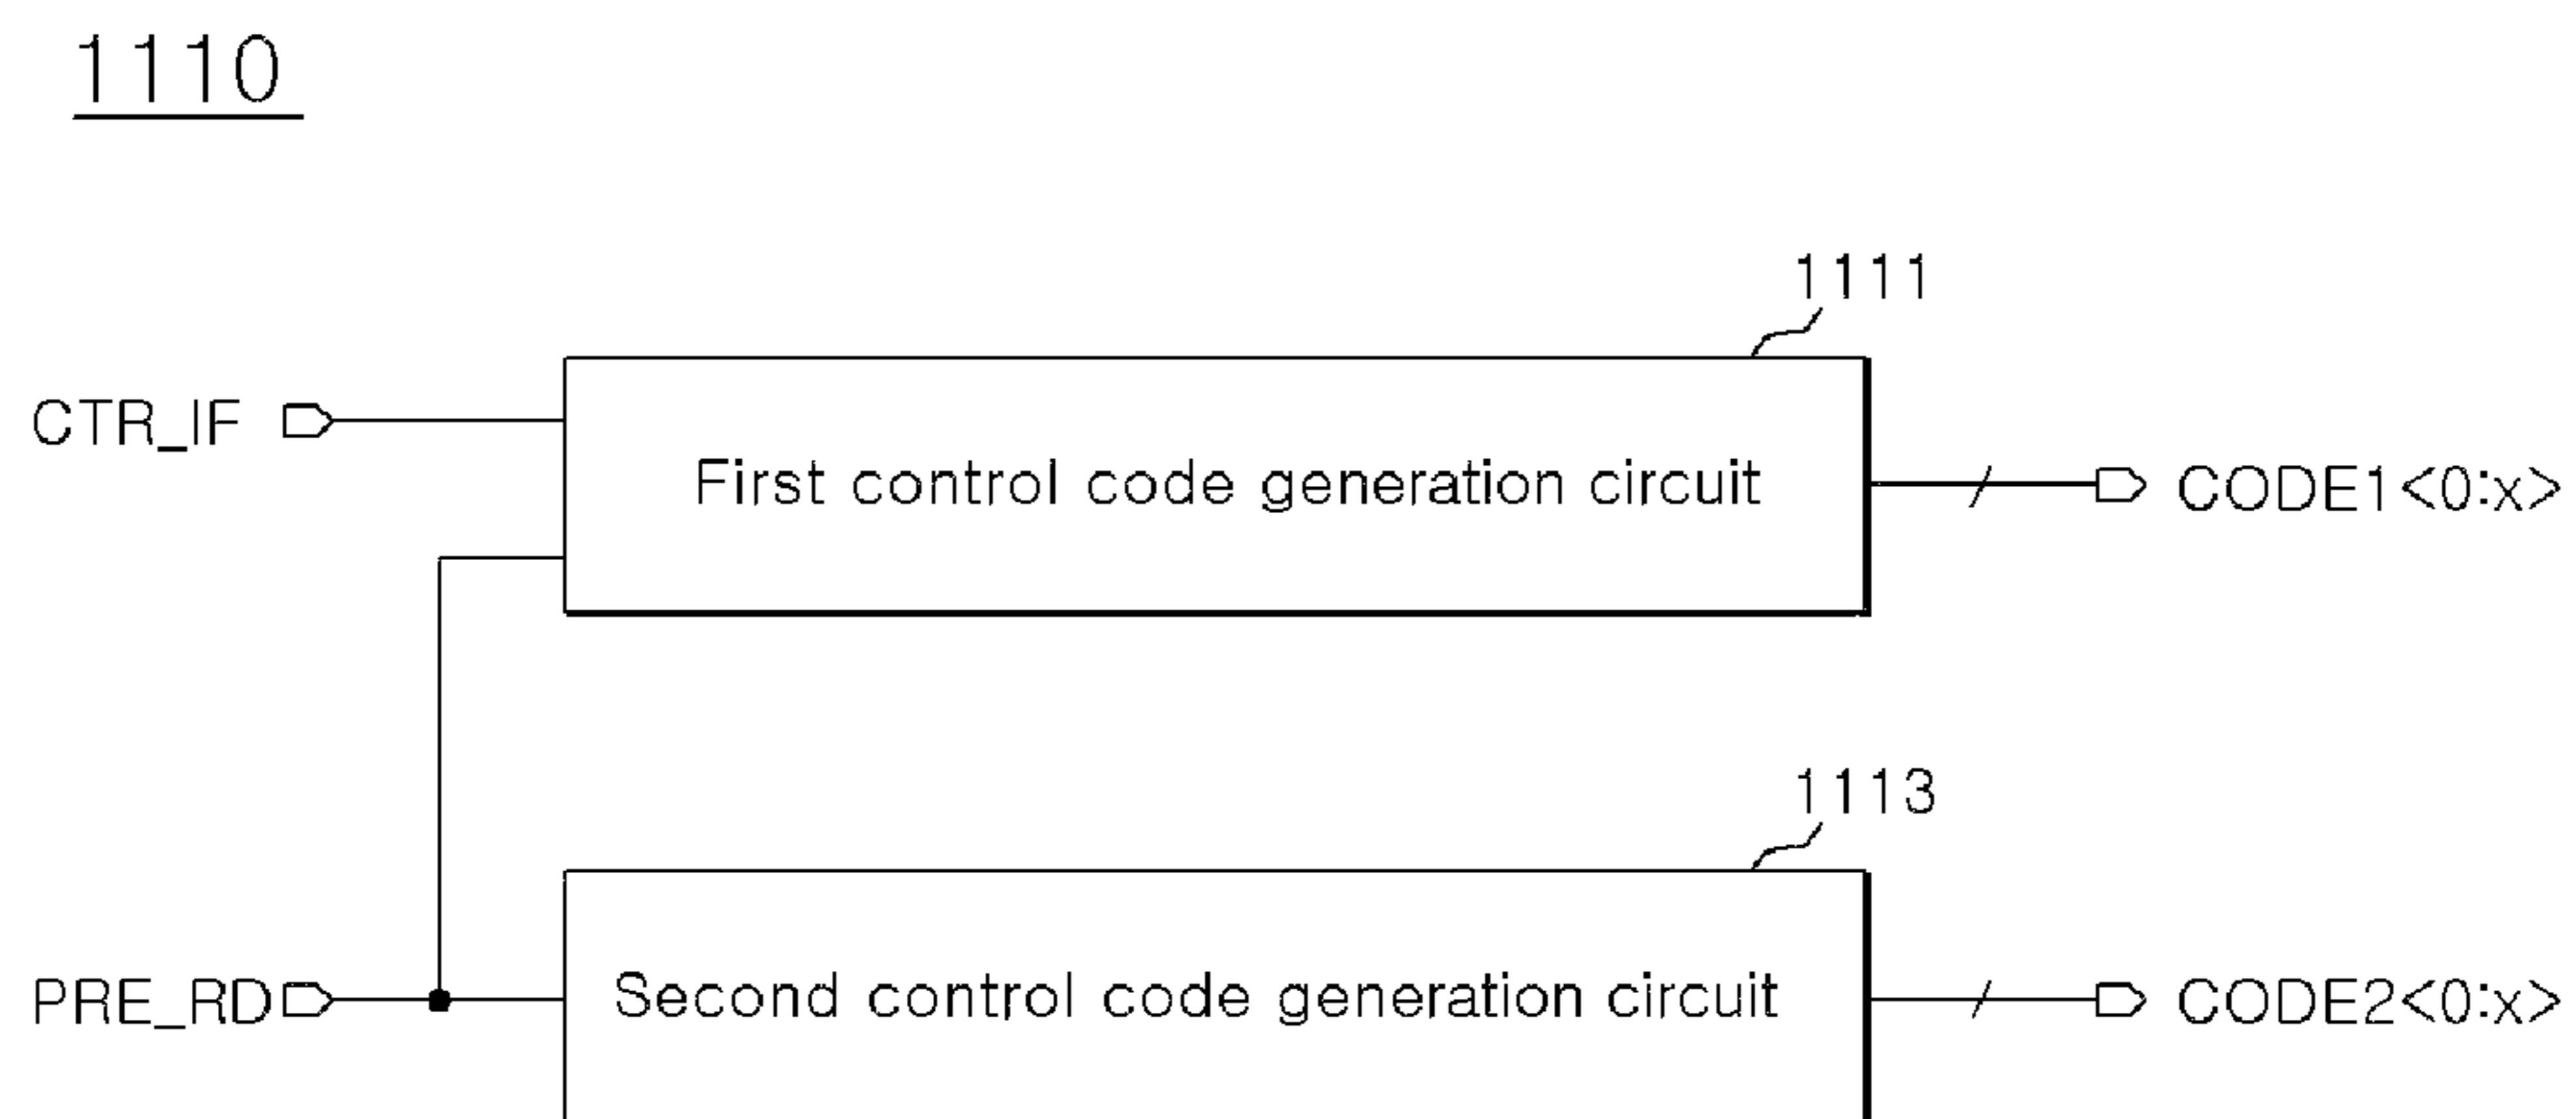 1110
1111
CTR_IF
First control code generation circuit
CODE1<0:x>
1113
PRE_RD
Second control code generation circuit
CODE2<0:x>